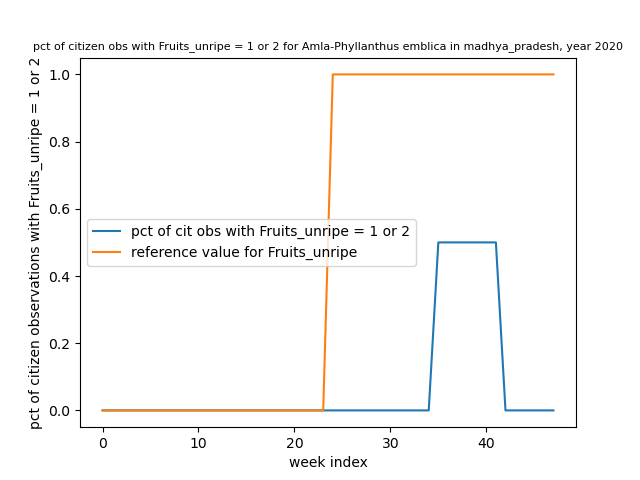 pct of citizen obs with Fruits_unripe = 1 or 2 for Amla-Phyllanthus emblica in madhya_pradesh, year 2020
pct of citizen observations with Fruits_unripe = 1 or 2
1.0
0.8
0.6
0.4
0.2
0.0
pct of cit obs with Fruits_unripe = 1 or 2
reference value for Fruits_unripe
0
10
20
30
40
week index